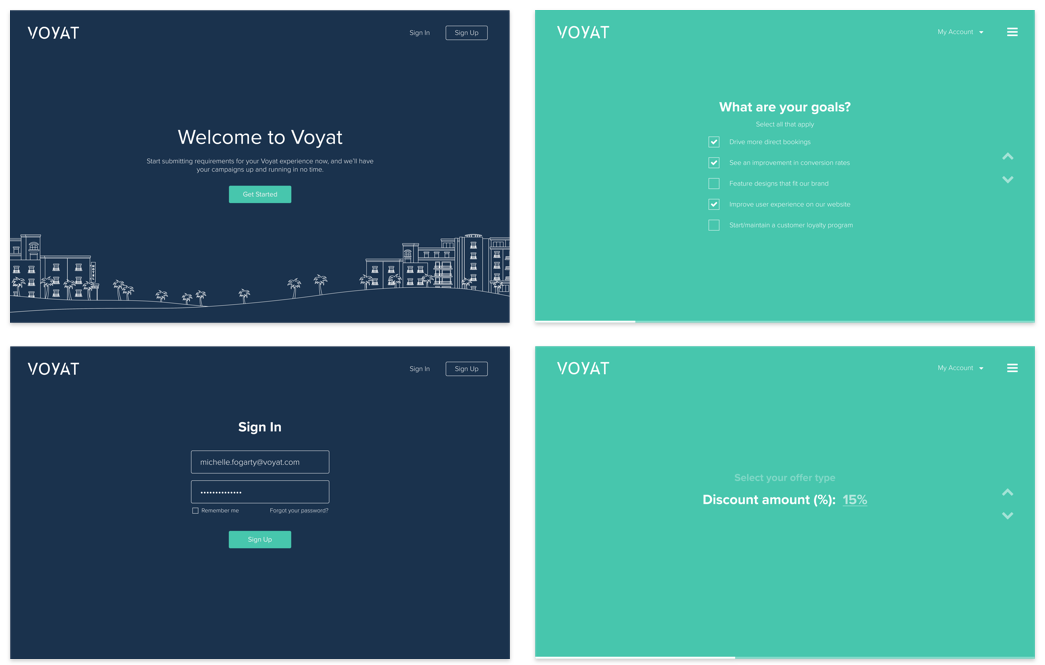 VOYAT
Sign In
Sign Up
Welcome to Voyat
Start submitting requirements for your Voyat experience now, and we'll have
your campaigns up and running in no time.
Get Started
VOYAT
My Account
What are your goals?
Select all that apply
Drive more direct bookings
See an improvement in conversion rates
Feature designs that fit our brand
Improve user experience on our website
Start/maintain a customer loyalty program
VOYAT
Sign In
Sign Up
Sign In
michelle.fogarty@voyat.com
••••••••••••••
Remember me
Forgot your password?
Sign Up
VOYAT
My Account
Select your offer type
Discount amount (%): 15%